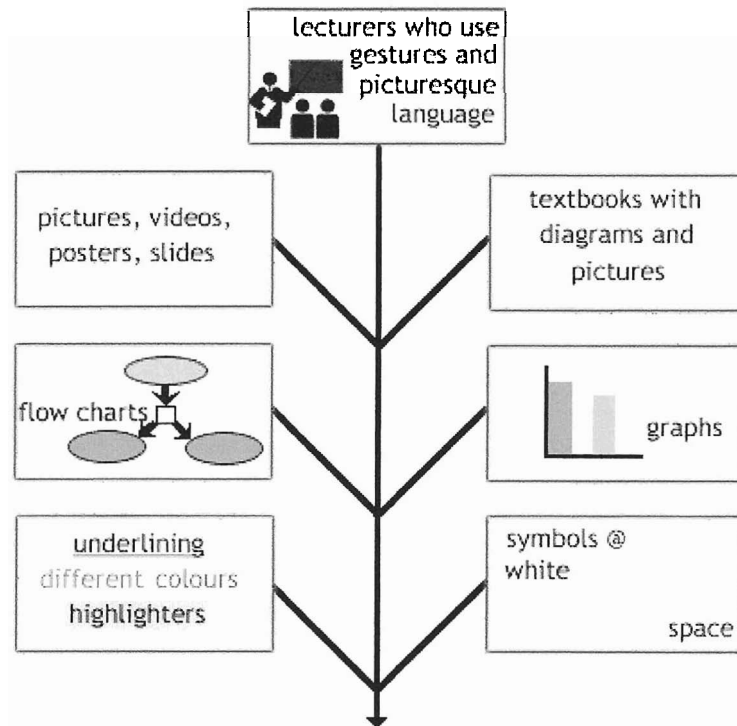 lecturers who use
gestures and
picturesque
language
pictures, videos,
posters, slides
textbooks with
diagrams and
pictures
flow charts
graphs
underlining
different colours
highlighters
symbols @
white
space